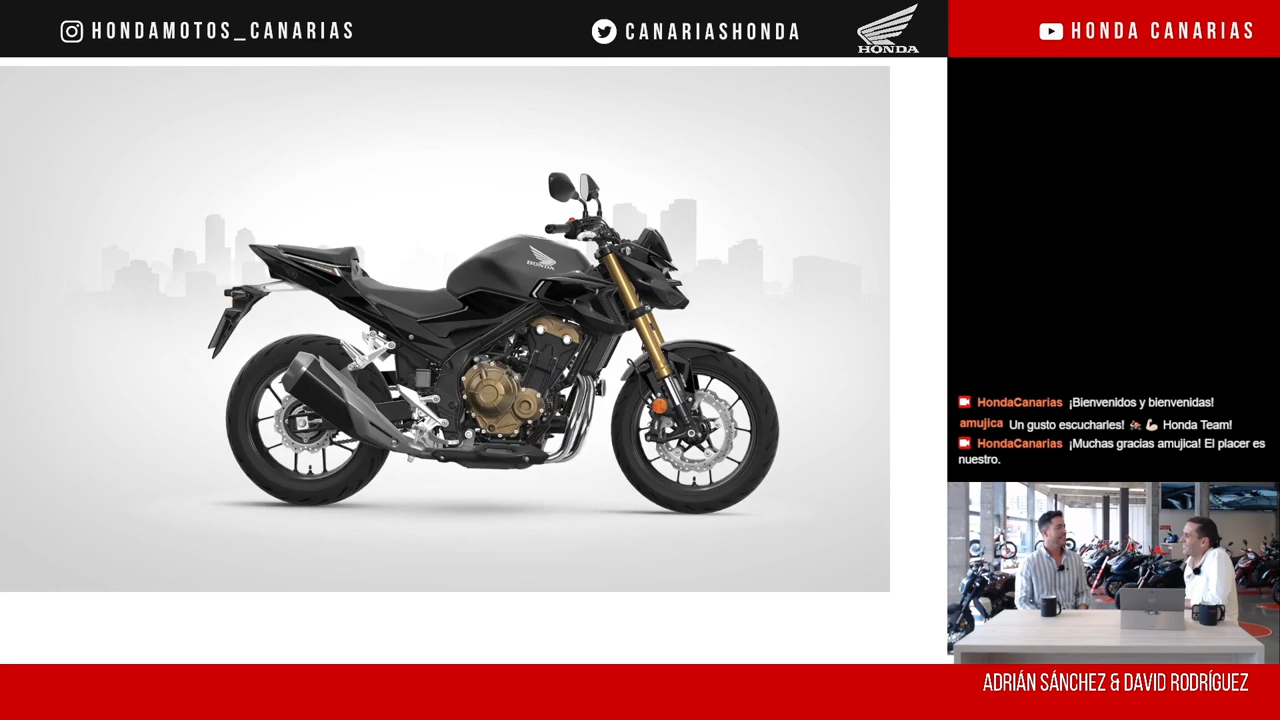 HONDAMOTOS_CANARIAS
CANARIASHONDA
HONDA
HONDA CANARIAS
HONDA
HondaCanarias ¡Bienvenidos y bienvenidas!
amujica Un gusto escucharles! 🏍 💪🏻 Honda Team!
HondaCanarias ¡Muchas gracias amujica! El placer es
nuestro.
ADRIÁN SÁNCHEZ & DAVID RODRÍGUEZ